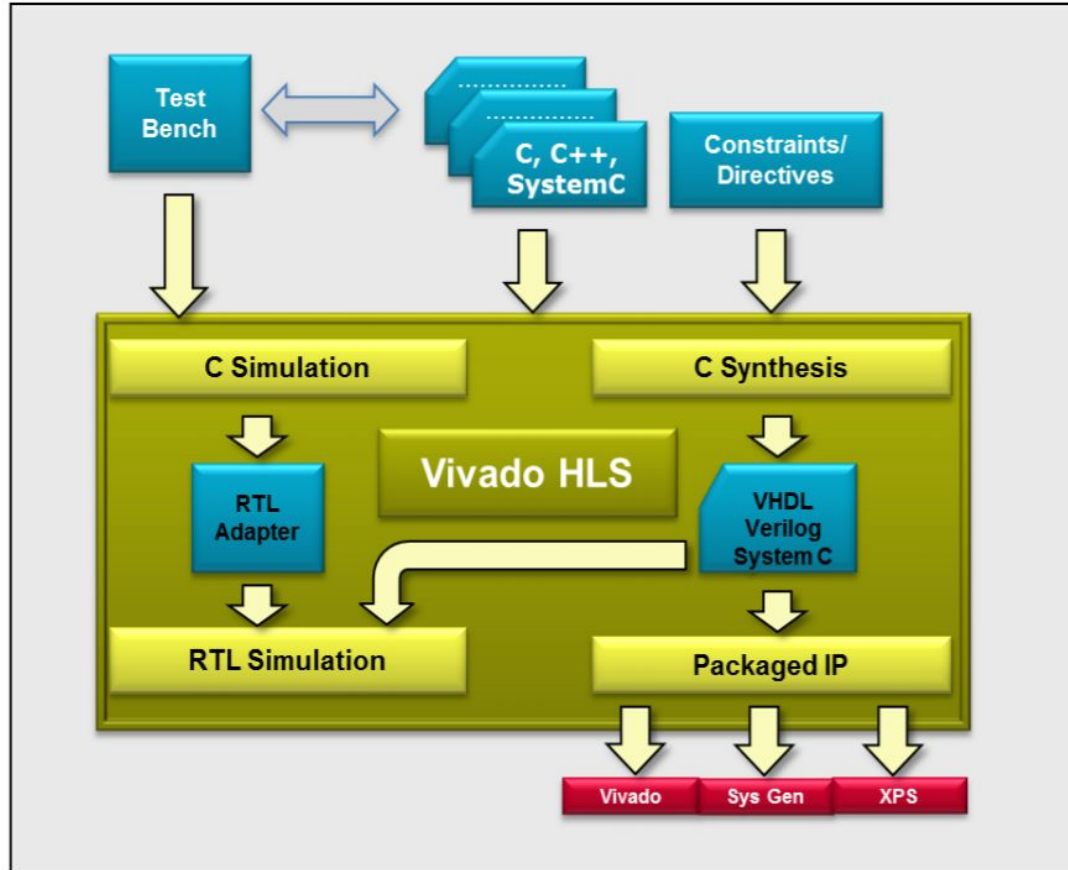 Test
Bench
C, C++,
SystemC
Constraints/
Directives
C Simulation
C Synthesis
Vivado HLS
RTL
Adapter
VHDL
Verilog
System C
RTL Simulation
Packaged IP
Vivado
Sys Gen
XPS